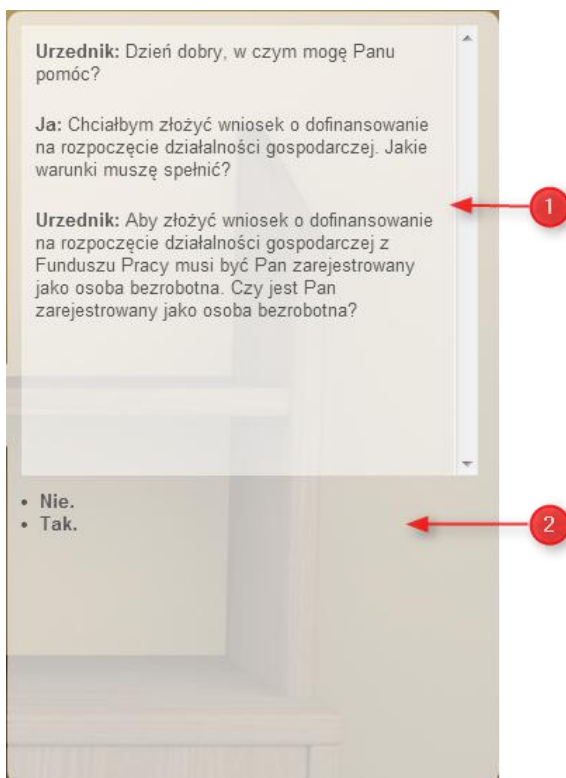 Urzednik: Dzień dobry, w czym mogę Panu
pomóc?
Ja: Chciałbym złożyć wniosek o dofinansowanie
na rozpoczęcie działalności gospodarczej. Jakie
warunki muszę spełnić?
Urzednik: Aby złożyć wniosek o dofinansowanie
na rozpoczęcie działalności gospodarczej z
Funduszu Pracy musi być Pan zarejestrowany
jako osoba bezrobotna. Czy jest Pan
zarejestrowany jako osoba bezrobotna?
1
• Nie.
• Tak.
2